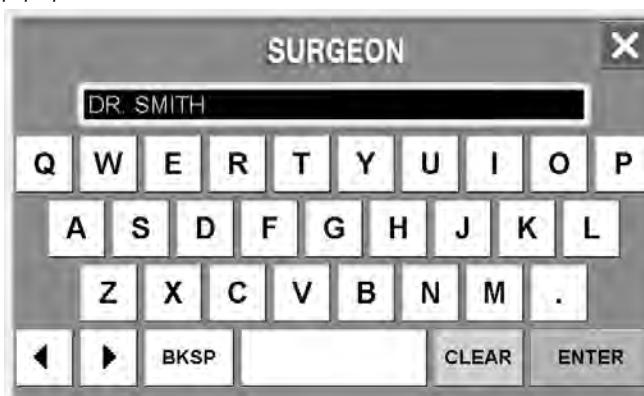 SURGEON X
DR. SMITH
Q W E R T Y U I O P
A S D F G H J K L
Z X C V B N M .
BKSP CLEAR ENTER